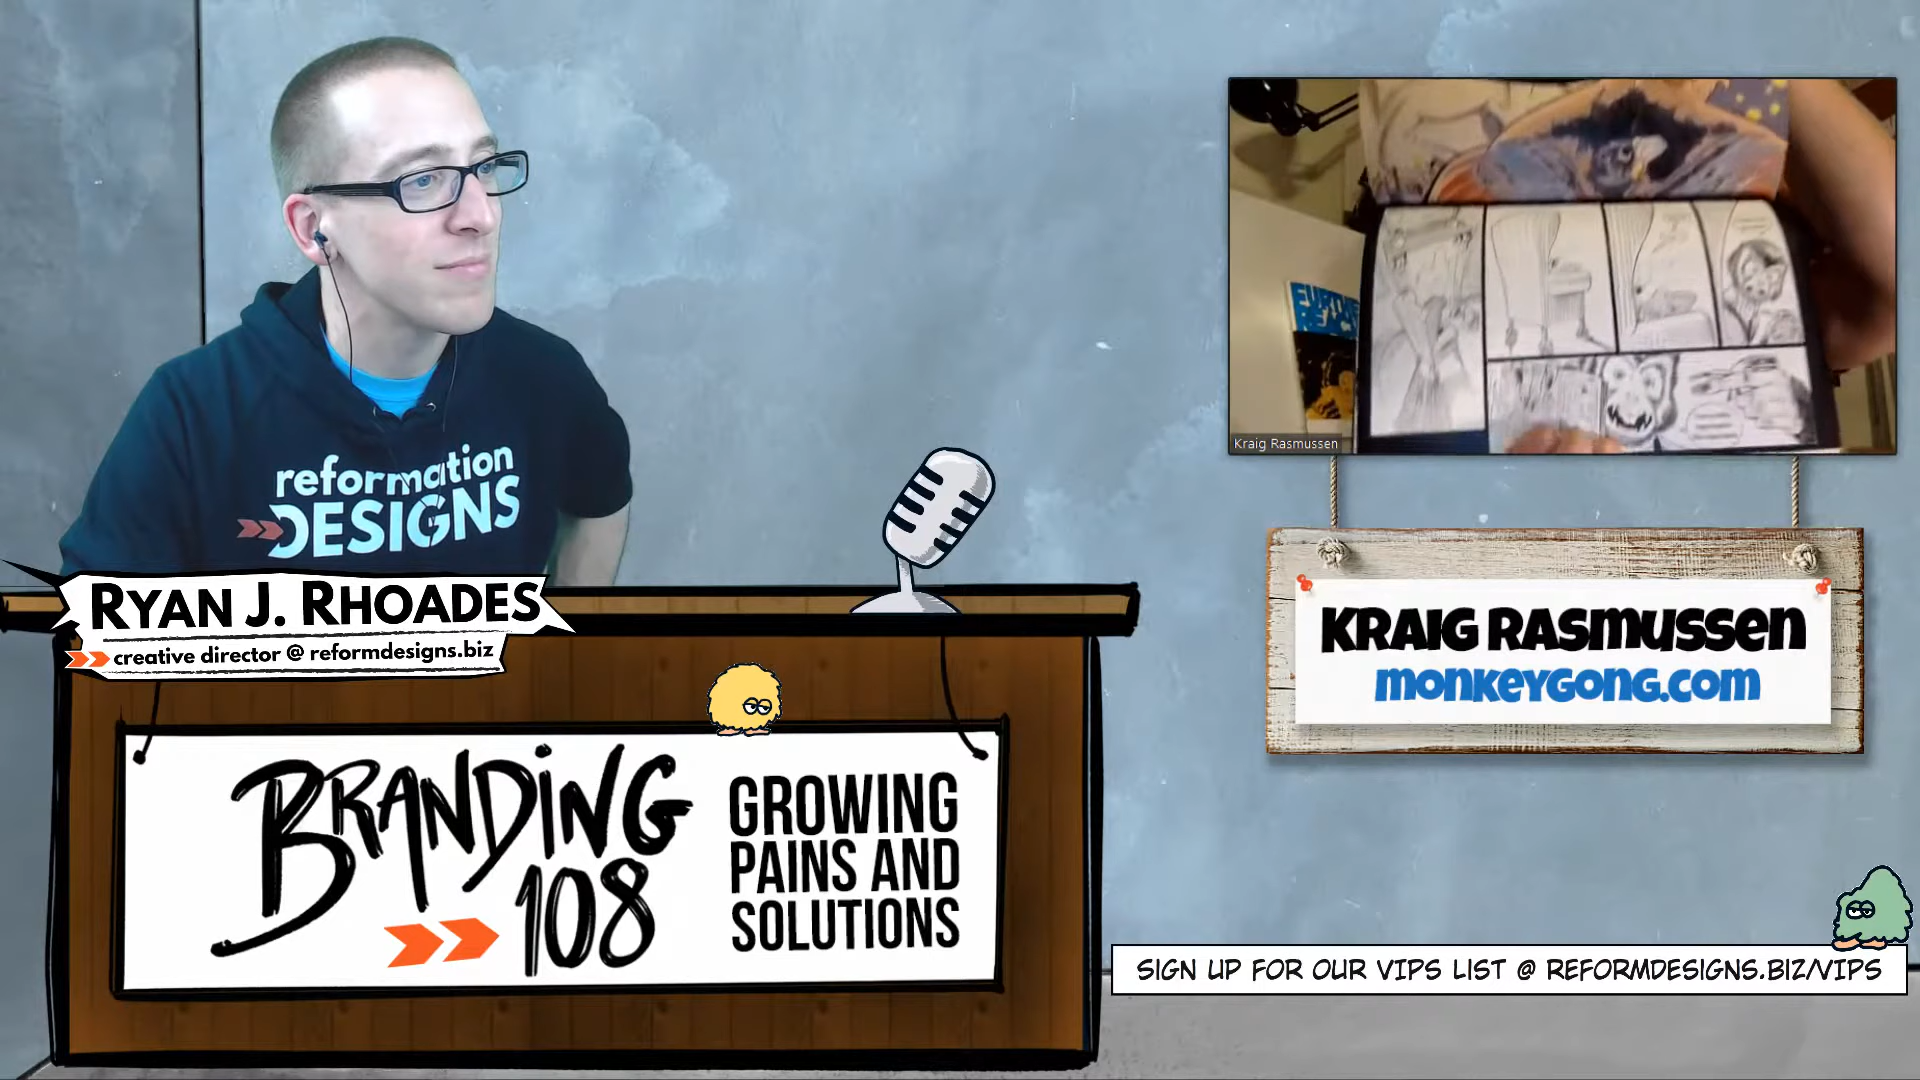 reformation
DESIGNS
RYAN J. RHOADES
creative director @ reformdesigns.biz
BRANDING
108
GROWING
PAINS AND
SOLUTIONS
Kraig Rasmussen
KRAIG RASMUSSEN
monkeygong.com
SIGN UP FOR OUR VIPS LIST @ REFORMDESIGNS.BIZ/VIPS